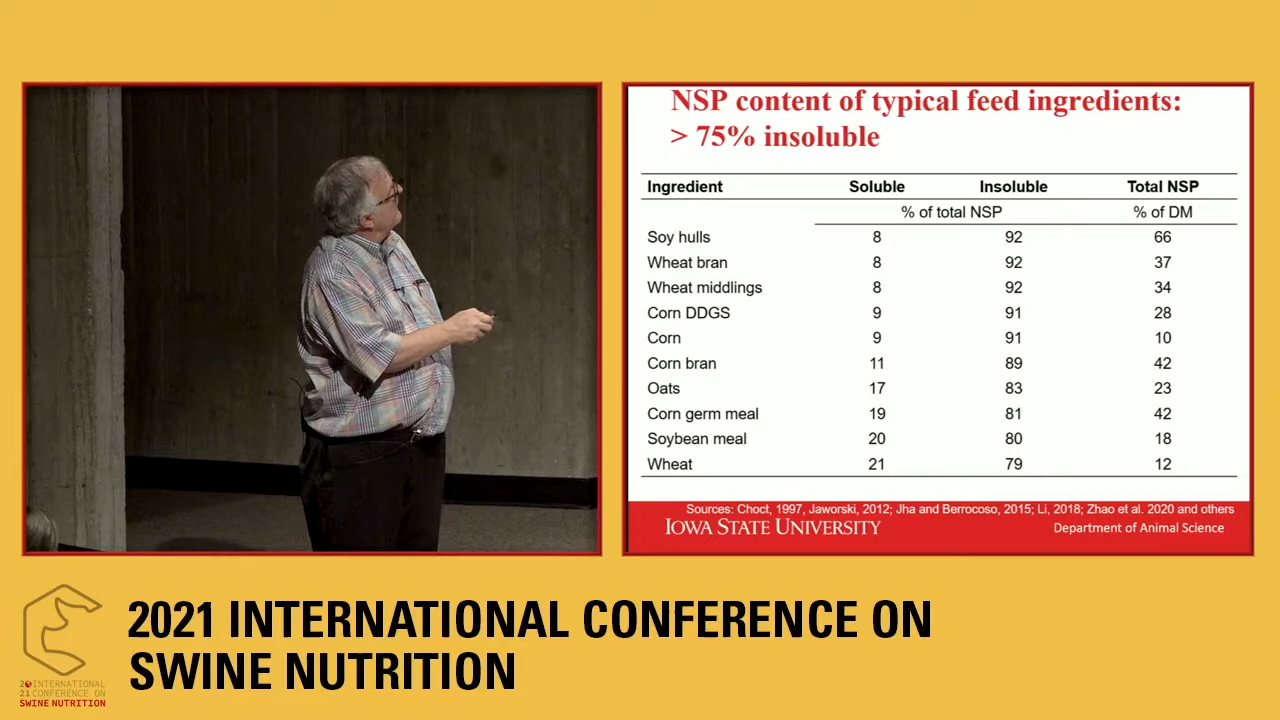 NSP content of typical feed ingredients:
> 75% insoluble
Ingredient Soluble Insoluble Total NSP
% of total NSP % of DM
Soy hulls 8 92 66
Wheat bran 8 92 37
Wheat middlings 8 92 34
Corn DDGS 9 91 28
Corn 9 91 10
Corn bran 11 89 42
Oats 17 83 23
Corn germ meal 19 81 42
Soybean meal 20 80 18
Wheat 21 79 12
Sources: Choct, 1997, Jaworski, 2012; Jha and Berrocoso, 2015; Li, 2018; Zhao et al. 2020 and others
IOWA STATE UNIVERSITY Department of Animal Science
2021 INTERNATIONAL CONFERENCE ON
SWINE NUTRITION
20 INTERNATIONAL
21 CONFERENCE ON
SWINE NUTRITION